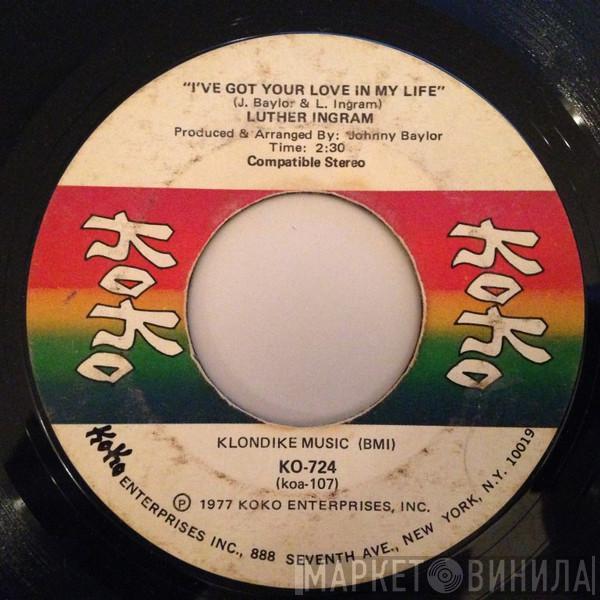 "I'VE GOT YOUR LOVE IN MY LIFE"
(J. Baylor & L. Ingram)
LUTHER INGRAM
Produced & Arranged By: Johnny Baylor
Time: 2:30
Compatible Stereo
KOKO
KOKO
KLONDIKE MUSIC (BMI)
KO-724
(koa-107)
℗ 1977 KOKO ENTERPRISES, INC.
KoKo ENTERPRISES INC., 888 SEVENTH AVE., NEW YORK, N.Y. 10019
МАРКЕТ ВИНИЛА